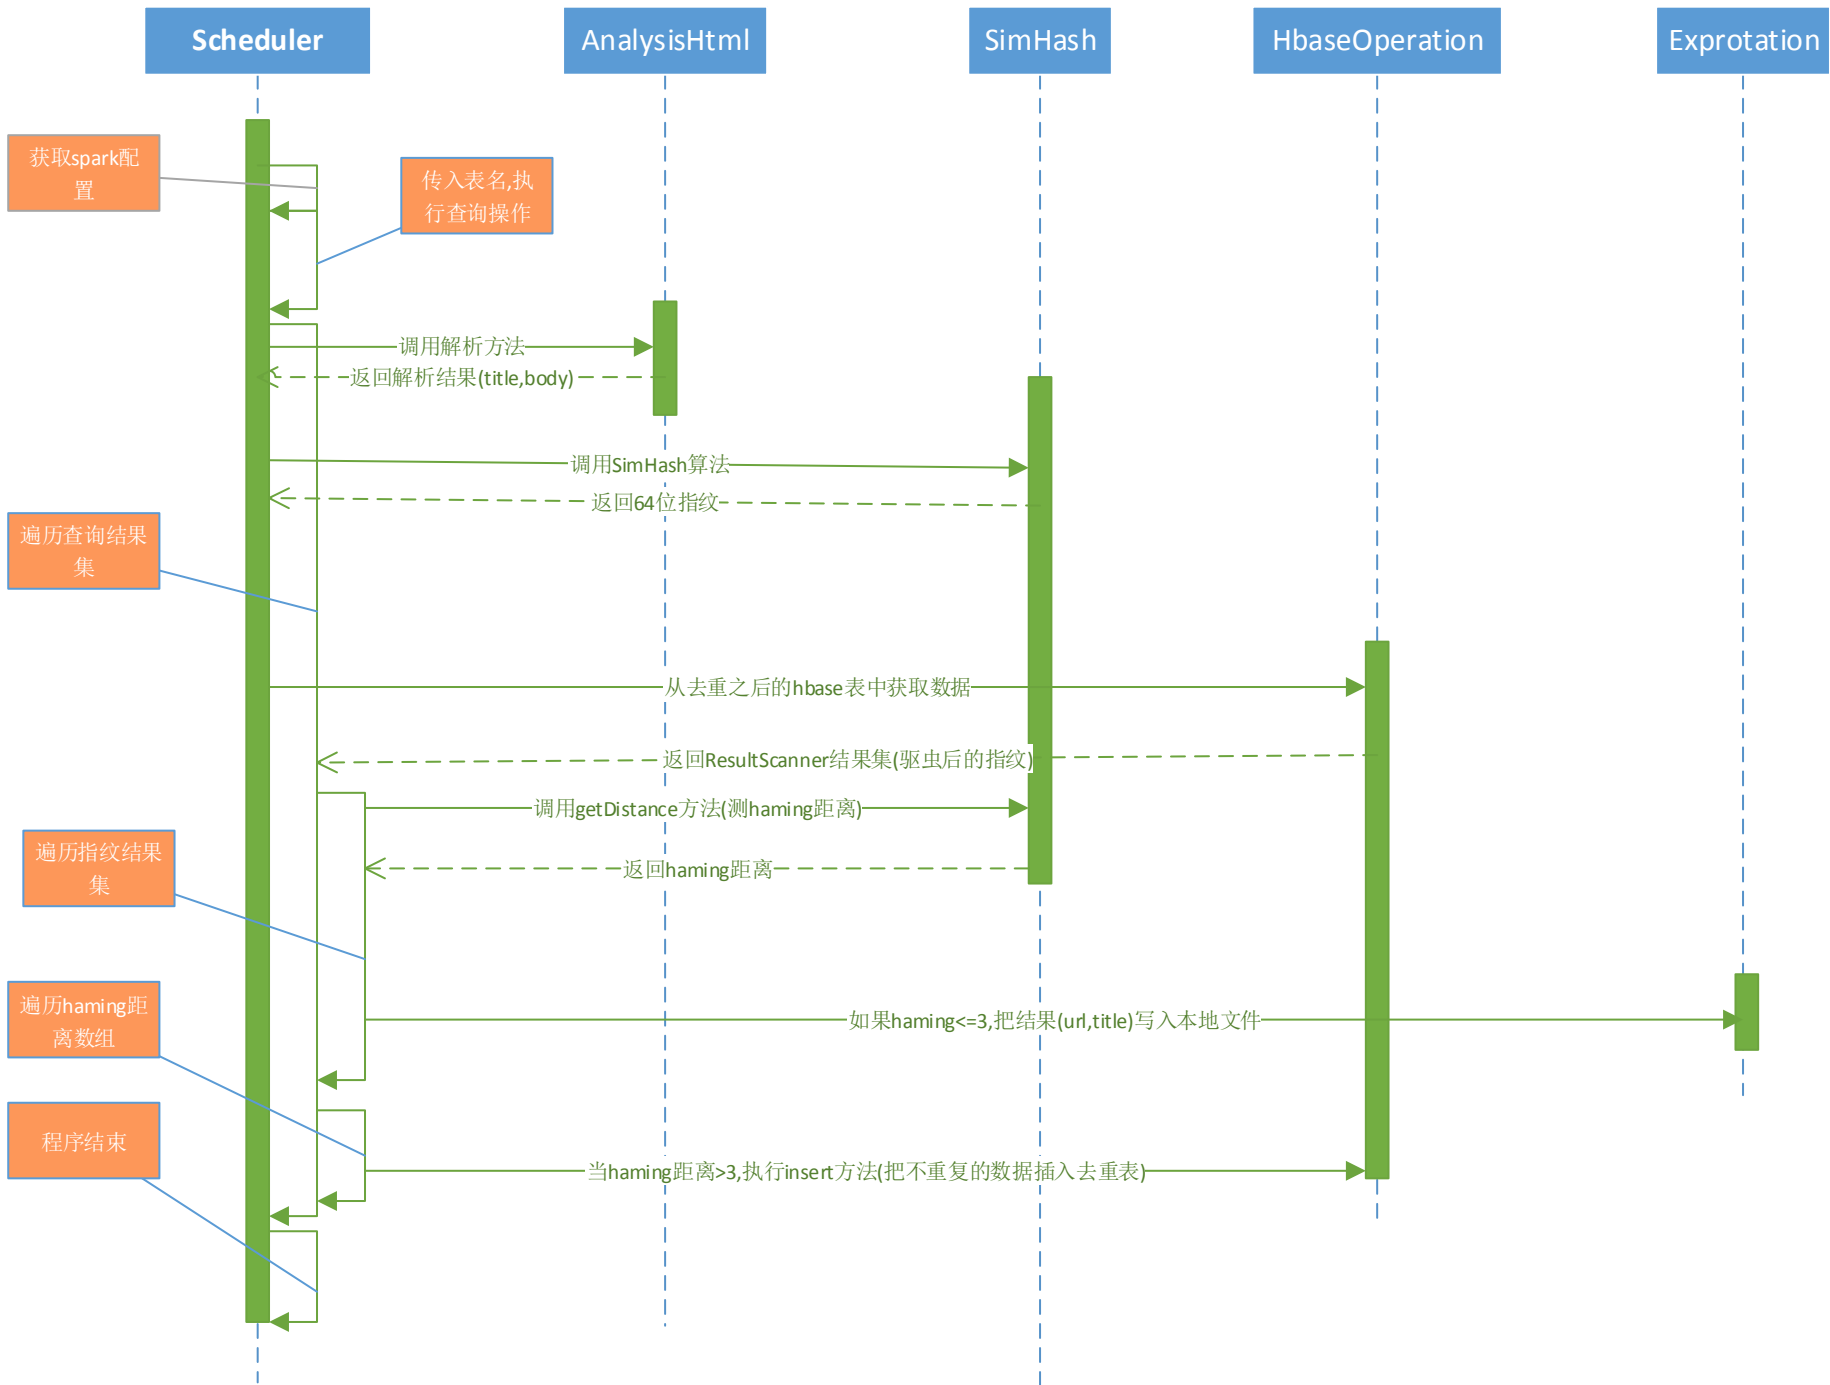 Scheduler
AnalysisHtml
SimHash
HbaseOperation
Exprotation
获取spark配
置
传入表名,执
行查询操作
调用解析方法
返回解析结果(title,body)
调用SimHash算法
返回64位指纹
遍历查询结果
集
从去重之后的hbase表中获取数据
返回ResultScanner结果集(驱虫后的指纹)
调用getDistance方法(测haming距离)
遍历指纹结果
集
返回haming距离
遍历haming距
离数组
如果haming<=3,把结果(url,title)写入本地文件
程序结束
当haming距离>3,执行insert方法(把不重复的数据插入去重表)